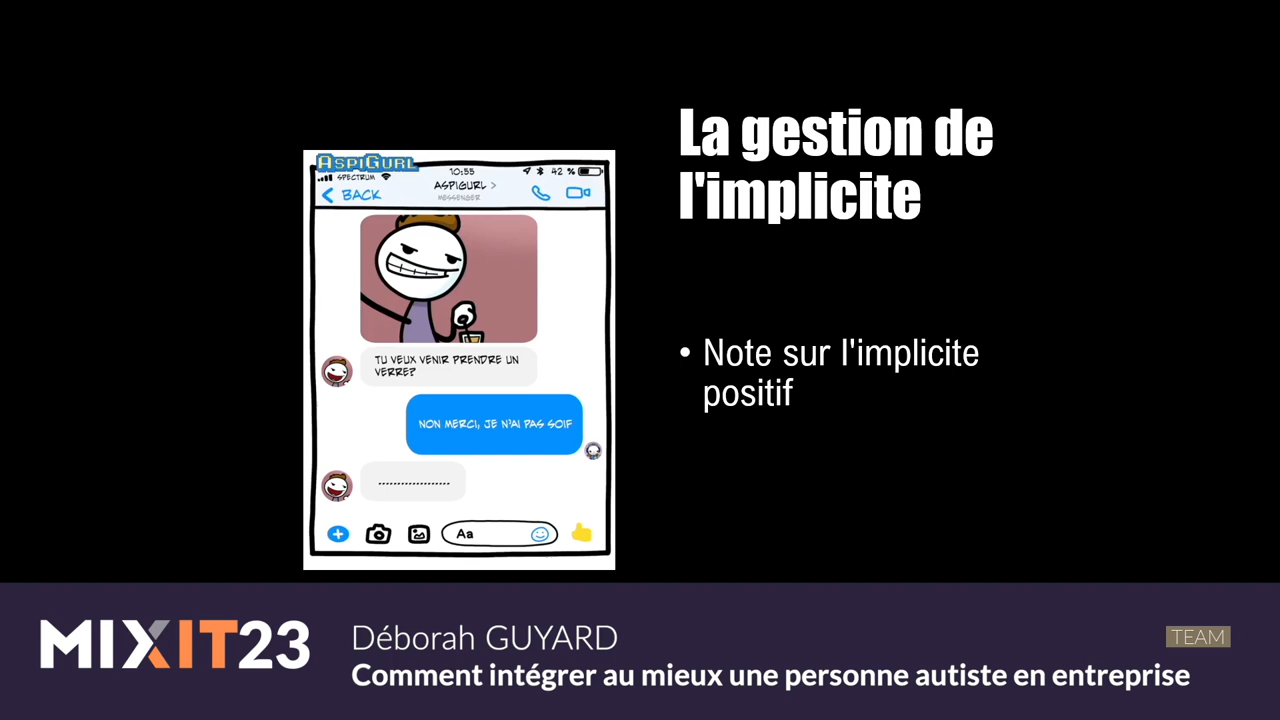 La gestion de
l'implicite
• Note sur l'implicite
positif
ASPIGURL
SPECTRUM
10:55
42 %
BACK
ASPIGURL >
MESSENGER
TU VEUX VENIR PRENDRE UN
VERRE?
NON MERCI, JE N'AI PAS SOIF
...................
Aa
MIXIT23
Déborah GUYARD
TEAM
Comment intégrer au mieux une personne autiste en entreprise